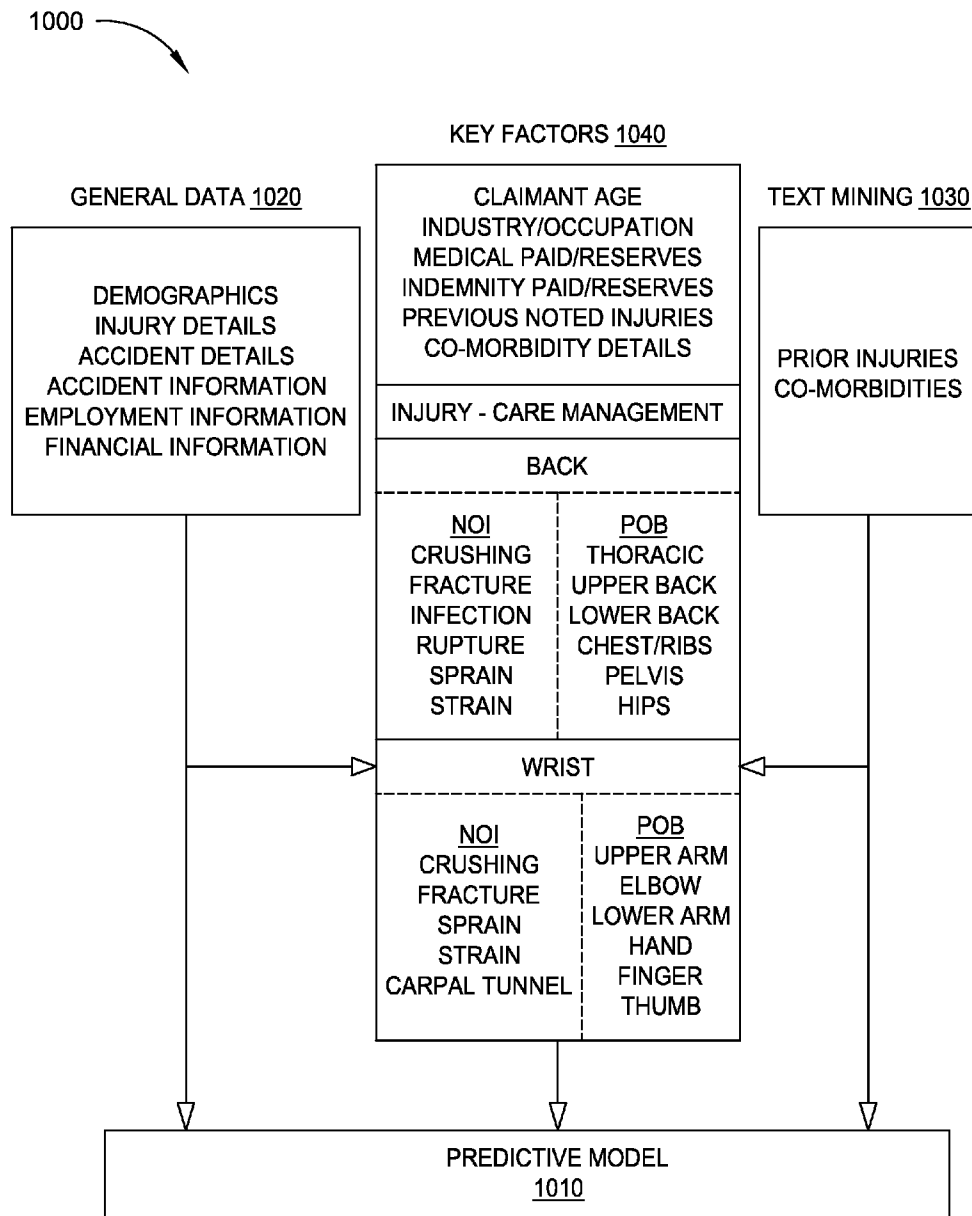 1000
KEY FACTORS 1040
GENERAL DATA 1020
DEMOGRAPHICS
INJURY DETAILS
ACCIDENT DETAILS
ACCIDENT INFORMATION
EMPLOYMENT INFORMATION
FINANCIAL INFORMATION
CLAIMANT AGE
INDUSTRY/OCCUPATION
MEDICAL PAID/RESERVES
INDEMNITY PAID/RESERVES
PREVIOUS NOTED INJURIES
CO-MORBIDITY DETAILS
INJURY - CARE MANAGEMENT
BACK
NOI
CRUSHING
FRACTURE
INFECTION
RUPTURE
SPRAIN
STRAIN
POB
THORACIC
UPPER BACK
LOWER BACK
CHEST/RIBS
PELVIS
HIPS
WRIST
NOI
CRUSHING
FRACTURE
SPRAIN
STRAIN
CARPAL TUNNEL
POB
UPPER ARM
ELBOW
LOWER ARM
HAND
FINGER
THUMB
TEXT MINING 1030
PRIOR INJURIES
CO-MORBIDITIES
PREDICTIVE MODEL
1010